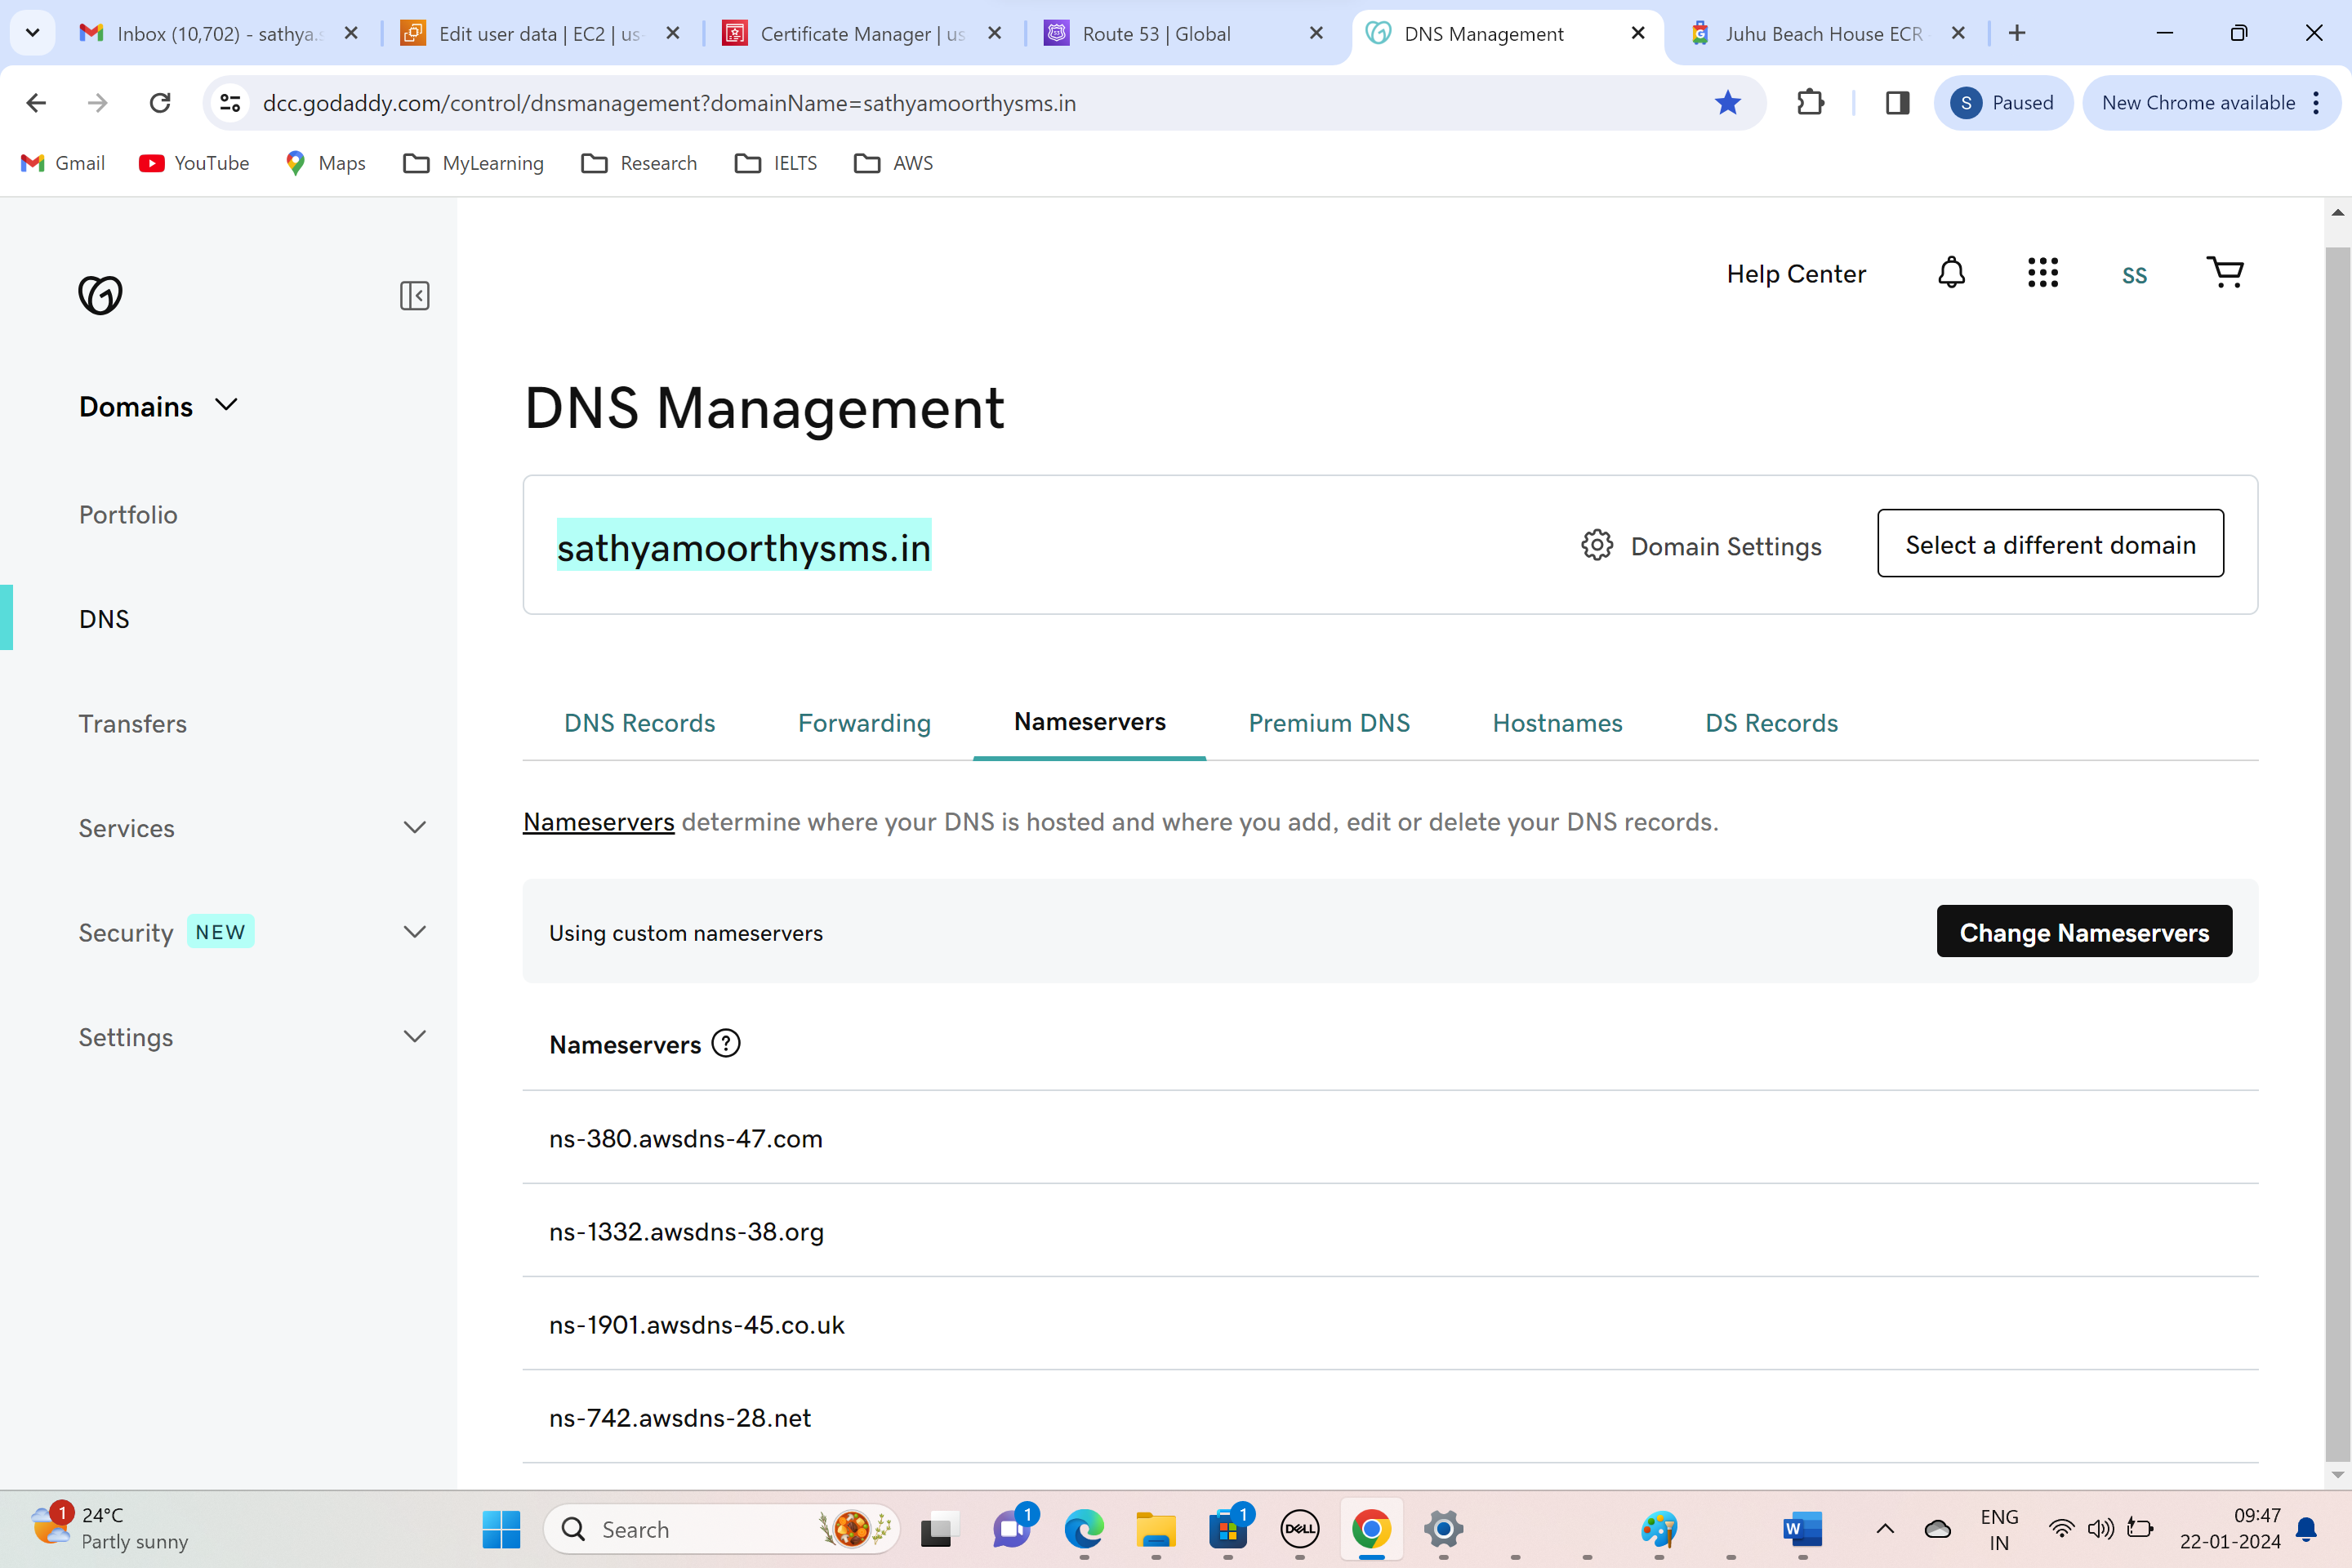 Inbox (10,702) - sathya.s
Edit user data | EC2 | us-
Certificate Manager | us
Route 53 | Global
DNS Management
Juhu Beach House ECR
dcc.godaddy.com/control/dnsmanagement?domainName=sathyamoorthysms.in
S
Paused
New Chrome available
Gmail
YouTube
Maps
MyLearning
Research
IELTS
AWS
Help Center
SS
Domains
Portfolio
DNS
Transfers
Services
Security NEW
Settings
DNS Management
sathyamoorthysms.in
Domain Settings
Select a different domain
DNS Records
Forwarding
Nameservers
Premium DNS
Hostnames
DS Records
Nameservers determine where your DNS is hosted and where you add, edit or delete your DNS records.
Using custom nameservers
Change Nameservers
Nameservers ?
ns-380.awsdns-47.com
ns-1332.awsdns-38.org
ns-1901.awsdns-45.co.uk
ns-742.awsdns-28.net
1
24°C
Partly sunny
Search
1
1
DELL
W
ENG
IN
09:47
22-01-2024